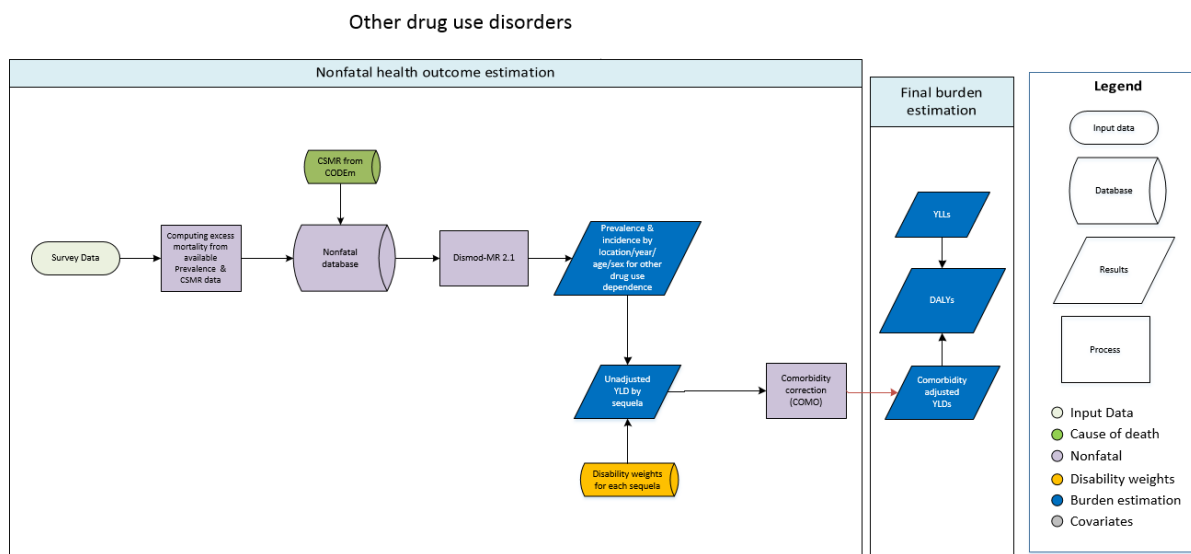 Other drug use disorders
Nonfatal health outcome estimation
Final burden
estimation
Legend
Input data
Database
Results
Process
Input Data
Cause of death
Nonfatal
Disability weights
Burden estimation
Covariates
CSMR from
CODEm
Survey Data
Computing excess
mortality from
available
Prevalence &
CSMR data
Nonfatal
database
Dismod-MR 2.1
Prevalence &
incidence by
location/year/
age/sex for other
drug use
dependence
Unadjusted
YLD by
sequela
Disability weights
for each sequela
Comorbidity
correction
(COMO)
YLLs
DALYs
Comorbidity
adjusted
YLDs